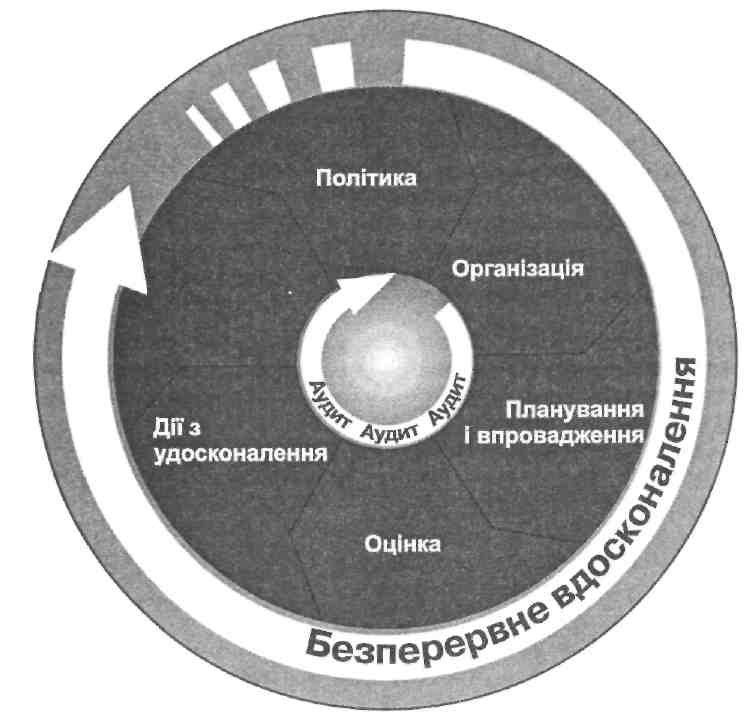 Політика
Організація
Планування
і впровадження
Оцінка
Дії з
удосконалення
Аудит Аудит Аудит
Безперервне вдосконалення